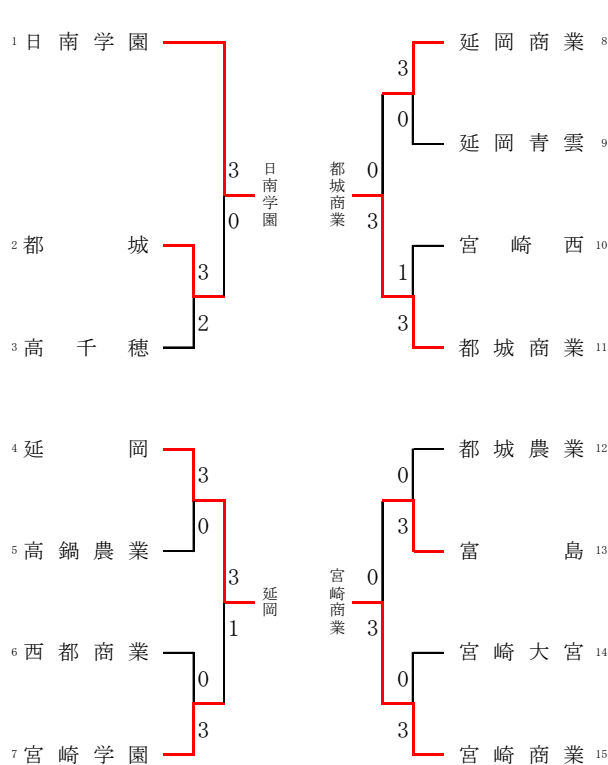 1 日南学園
3
0
日南学園
2 都城
3
2
3 高千穂
4 延岡
3
0
5 高鍋農業
3
1
延岡
6 西都商業
0
3
7 宮崎学園
延岡商業 8
3
0
延岡青雲 9
都城商業
0
3
宮崎西 10
1
3
都城商業 11
都城農業 12
0
3
富島 13
宮崎商業
0
3
宮崎大宮 14
0
3
宮崎商業 15